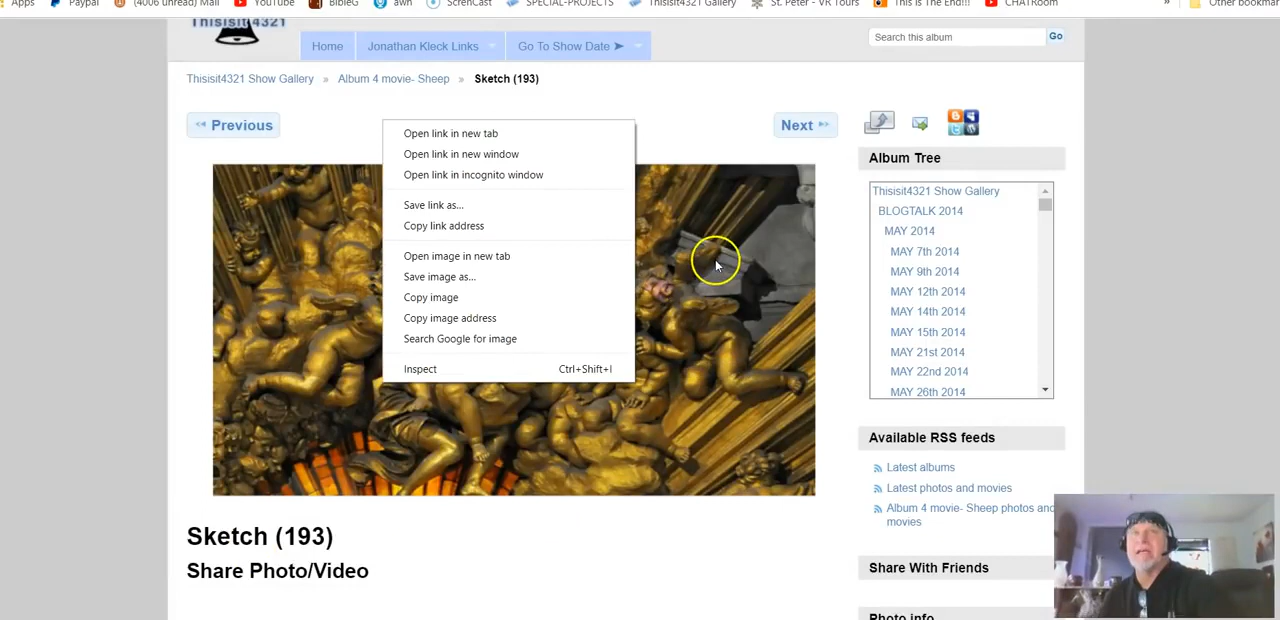 Apps Paypal (4006 unread) Mail YouTube BibleG awn ScrenCast SPECIAL-PROJECTS Thisisit4321 Gallery St. Peter - VR Tours This Is The End!!! CHATRoom » Other bookmar
Thisisit4321
Home Jonathan Kleck Links Go To Show Date ➤
Search this album Go
Thisisit4321 Show Gallery » Album 4 movie- Sheep » Sketch (193)
Previous
Next
Open link in new tab
Open link in new window
Open link in incognito window
Save link as...
Copy link address
Open image in new tab
Save image as...
Copy image
Copy image address
Search Google for image
Inspect Ctrl+Shift+I
Sketch (193)
Share Photo/Video
Album Tree
Thisisit4321 Show Gallery
BLOGTALK 2014
MAY 2014
MAY 7th 2014
MAY 9th 2014
MAY 12th 2014
MAY 14th 2014
MAY 15th 2014
MAY 21st 2014
MAY 22nd 2014
MAY 26th 2014
Available RSS feeds
Latest albums
Latest photos and movies
Album 4 movie- Sheep photos and
movies
Share With Friends
Photo info